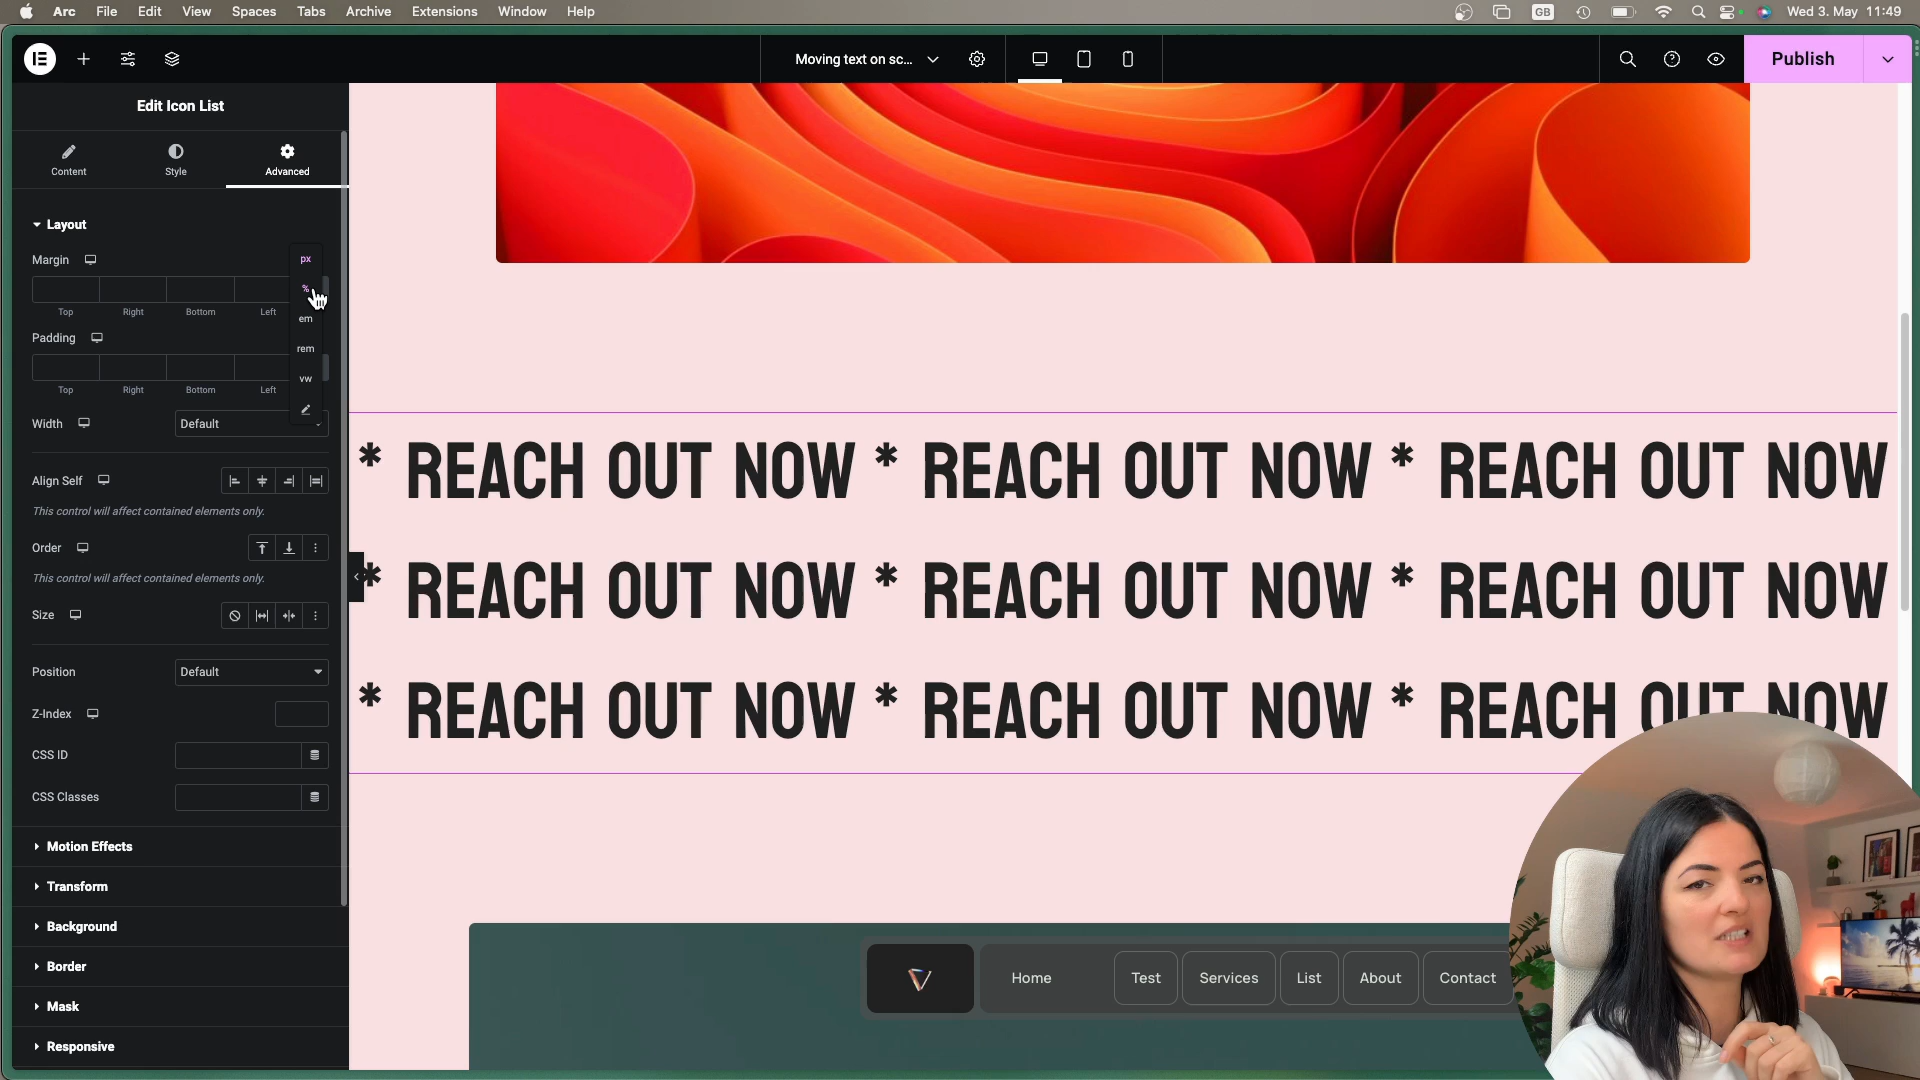 Arc File Edit View Spaces Tabs Archive Extensions Window Help GB Wed 3. May 11:49
Moving text on sc... Publish
Edit Icon List
Content Style Advanced
Layout
Margin px
%
Top Right Bottom Left em
Padding
rem
vw
Top Right Bottom Left
Width Default
Align Self
This control will affect contained elements only.
Order
This control will affect contained elements only.
Size
Position Default
Z-Index
CSS ID
CSS Classes
Motion Effects
Transform
Background
Border
Mask
Responsive
* REACH OUT NOW * REACH OUT NOW * REACH OUT NOW
* REACH OUT NOW * REACH OUT NOW * REACH OUT NOW
* REACH OUT NOW * REACH OUT NOW * REACH OUT NOW
Home Test Services List About Contact